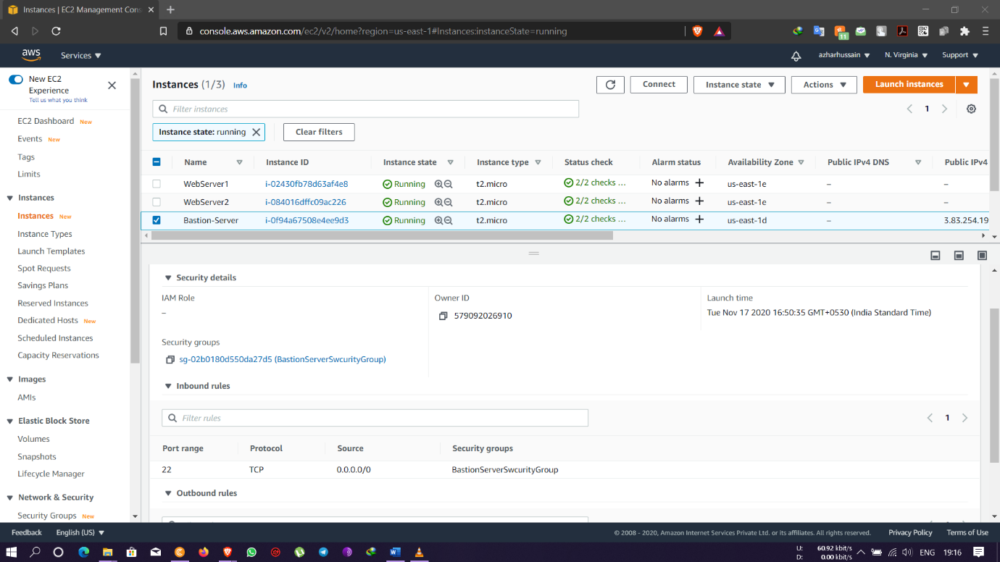 Instances | EC2 Management Cons
console.aws.amazon.com/ec2/v2/home?region=us-east-1#Instances:instanceState=running
11
aws Services azharhussain N. Virginia Support
New EC2
Experience
Tell us what you think
EC2 Dashboard New
Events New
Tags
Limits
Instances
Instances New
Instance Types
Launch Templates
Spot Requests
Savings Plans
Reserved Instances
Dedicated Hosts New
Scheduled Instances
Capacity Reservations
Images
AMIs
Elastic Block Store
Volumes
Snapshots
Lifecycle Manager
Network & Security
Security Groups New
Instances (1/3) Info Connect Instance state Actions Launch instances
Filter instances 1
Instance state: running Clear filters
Name Instance ID Instance state Instance type Status check Alarm status Availability Zone Public IPv4 DNS Public IPv4
WebServer1 i-02430fb78d63af4e8 Running t2.micro 2/2 checks ... No alarms + us-east-1e – –
WebServer2 i-084016dffc09ac226 Running t2.micro 2/2 checks ... No alarms + us-east-1e – –
Bastion-Server i-0f94a67508e4ee9d3 Running t2.micro 2/2 checks ... No alarms + us-east-1d – 3.83.254.19
Security details
IAM Role Owner ID Launch time
– 579092026910 Tue Nov 17 2020 16:50:35 GMT+0530 (India Standard Time)
Security groups
sg-02b0180d550da27d5 (BastionServerSwcurityGroup)
Inbound rules
Filter rules 1
Port range Protocol Source Security groups
22 TCP 0.0.0.0/0 BastionServerSwcurityGroup
Outbound rules
Feedback English (US) © 2008 - 2020, Amazon Internet Services Private Ltd. or its affiliates. All rights reserved. Privacy Policy Terms of Use
U: 60.92 kbit/s
D: 0.00 kbit/s
ENG 19:16